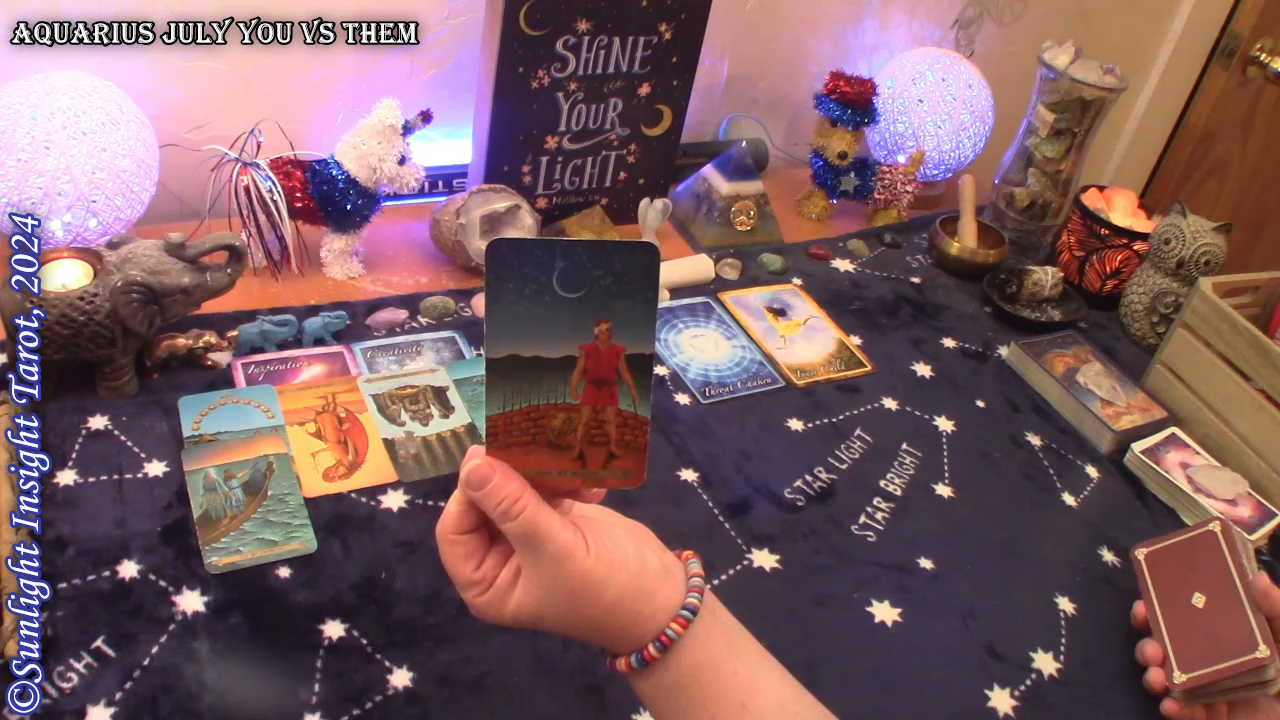 AQUARIUS JULY YOU VS THEM
SHINE
YOUR
LIGHT
Inspiration
Creativity
Throat Chakra
Inner Child
STAR LIGHT
STAR BRIGHT
IGHT
©Sunlight Insight Tarot, 2024